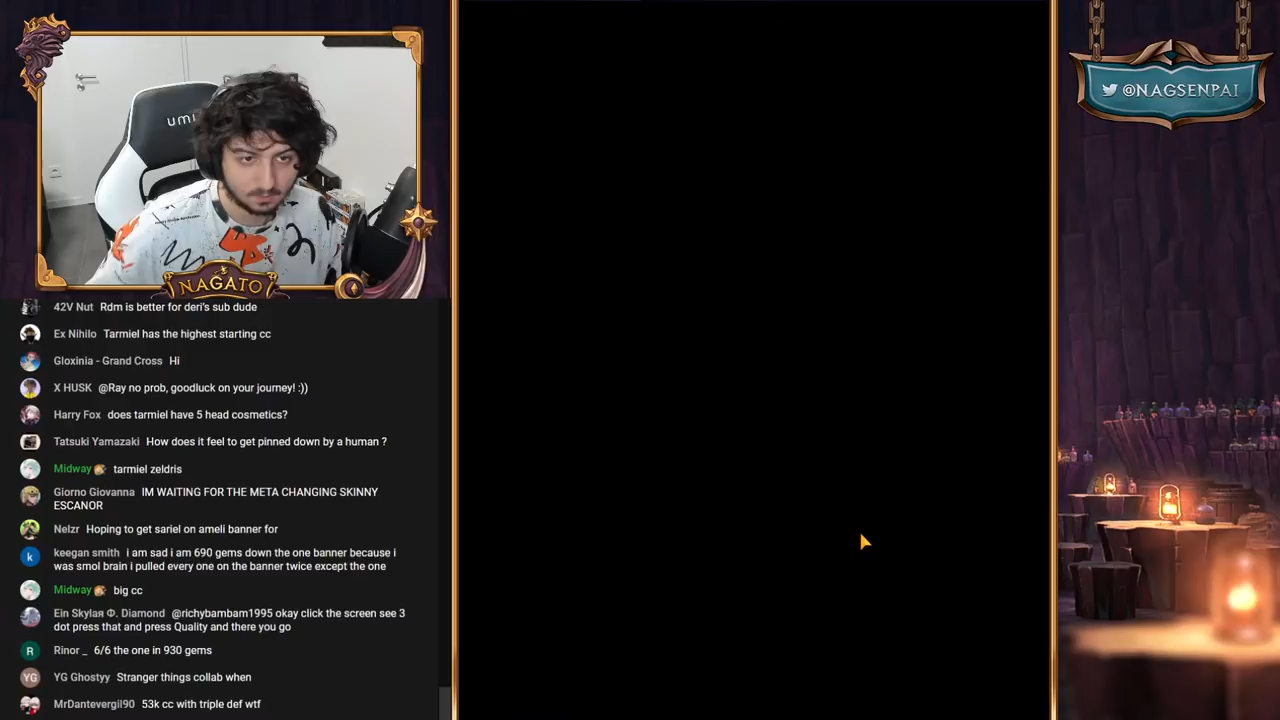 umi
NAGATO
@NAGSENPAI
42V Nut Rdm is better for deri's sub dude
Ex Nihilo Tarmiel has the highest starting cc
Gloxinia - Grand Cross Hi
X HUSK @Ray no prob, goodluck on your journey! :))
Harry Fox does tarmiel have 5 head cosmetics?
Tatsuki Yamazaki How does it feel to get pinned down by a human ?
Midway tarmiel zeldris
Giorno Giovanna IM WAITING FOR THE META CHANGING SKINNY
ESCANOR
Nelzr Hoping to get sariel on ameli banner for
k keegan smith i am sad i am 690 gems down the one banner because i
was smol brain i pulled every one on the banner twice except the one
Midway big cc
Ein Skylaя Ф. Diamond @richybambam1995 okay click the screen see 3
dot press that and press Quality and there you go
R Rinor _ 6/6 the one in 930 gems
YG YG Ghostyy Stranger things collab when
MrDantevergil90 53k cc with triple def wtf